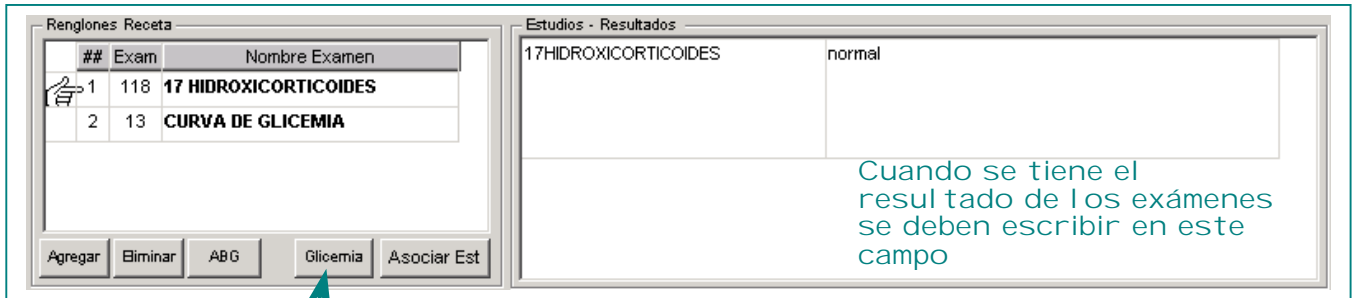 Renglones Receta
## Exam Nombre Examen
1 118 17 HIDROXICORTICOIDES
2 13 CURVA DE GLICEMIA
Agregar Eliminar ABG Glicemia Asociar Est
Estudios - Resultados
17HIDROXICORTICOIDES normal
Cuando se tiene el
resultado de los exámenes
se deben escribir en este
campo